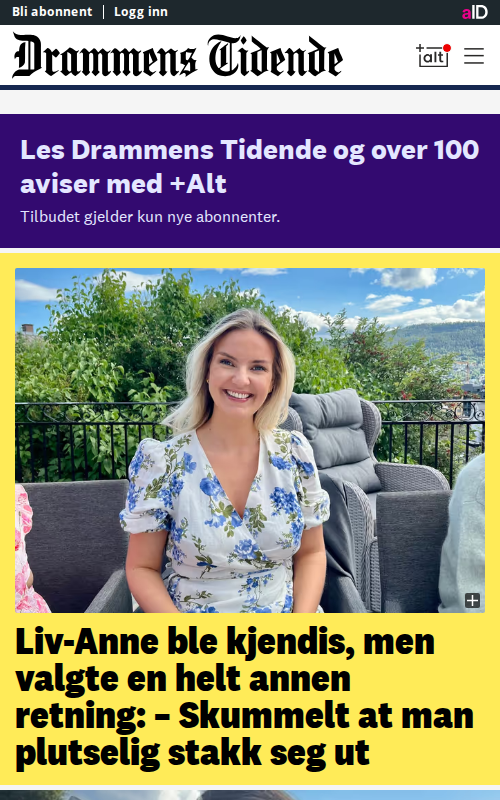 Bli abonnent
Logg inn
aID
Drammens Tidende
+alt
Les Drammens Tidende og over 100
aviser med +Alt
Tilbudet gjelder kun nye abonnenter.
Liv-Anne ble kjendis, men
valgte en helt annen
retning: – Skummelt at man
plutselig stakk seg ut